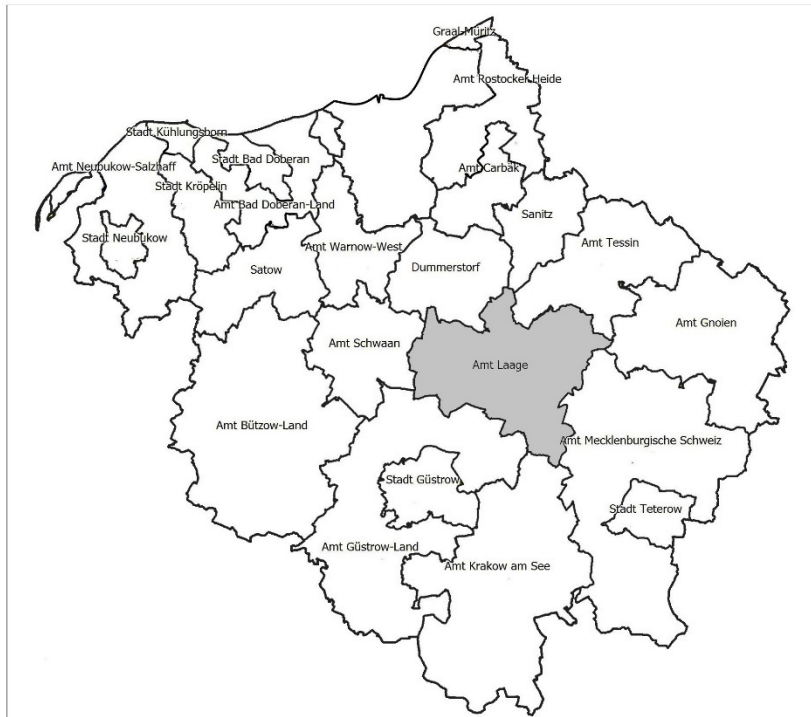 Graal-Müritz
Amt Rostocker Heide
Stadt Kühlungsborn
Stadt Bad Doberan
Amt Neubukow-Salzhaff
Amt Carbäk
Stadt Kröpelin
Amt Bad Doberan-Land
Sanitz
Stadt Neubukow
Amt Warnow-West
Amt Tessin
Satow
Dummerstorf
Amt Gnoien
Amt Schwaan
Amt Laage
Amt Bützow-Land
Amt Mecklenburgische Schweiz
Stadt Güstrow
Stadt Teterow
Amt Güstrow-Land
Amt Krakow am See